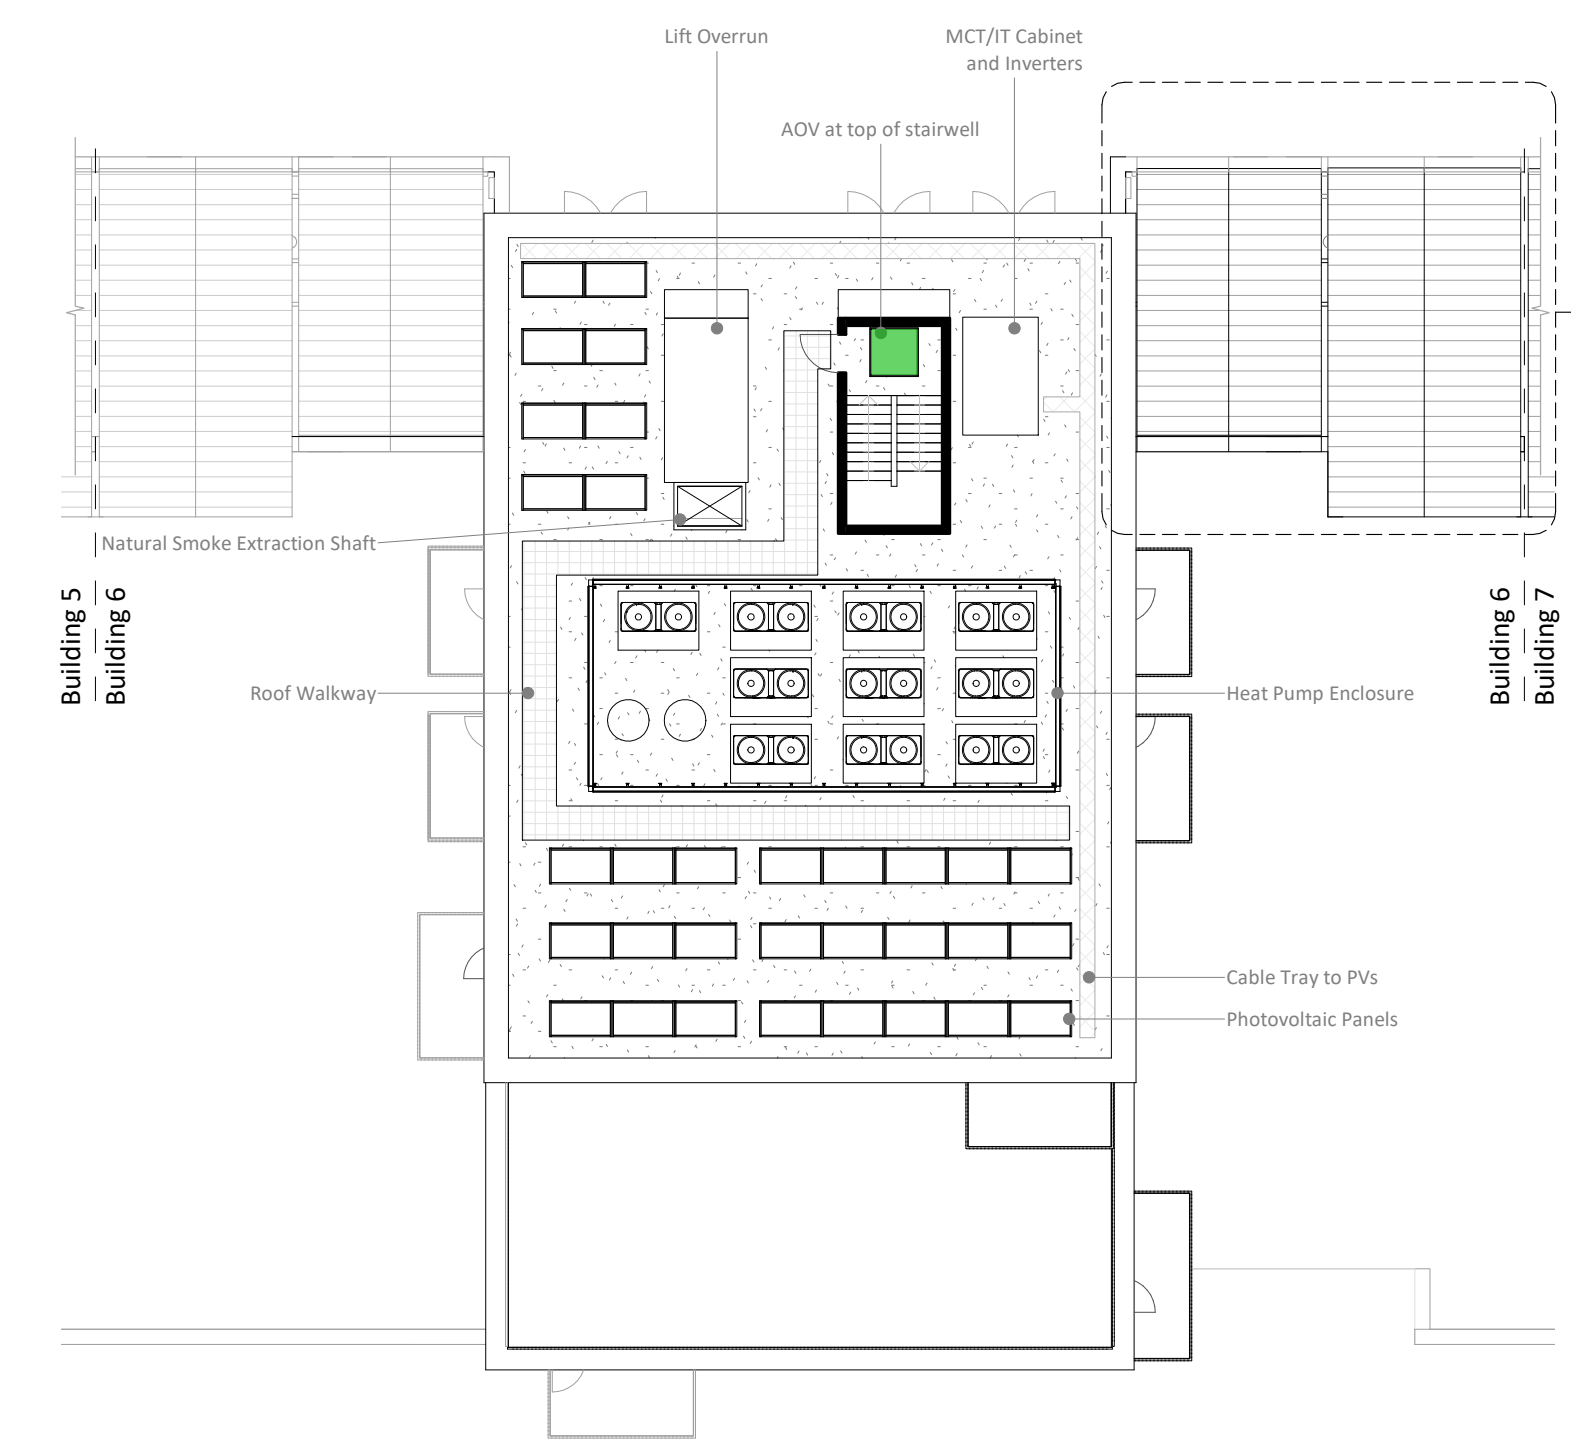 Lift Overrun
MCT/IT Cabinet
and Inverters
AOV at top of stairwell
Natural Smoke Extraction Shaft
Building 5
Building 6
Building 6
Building 7
Roof Walkway
Heat Pump Enclosure
Cable Tray to PVs
Photovoltaic Panels